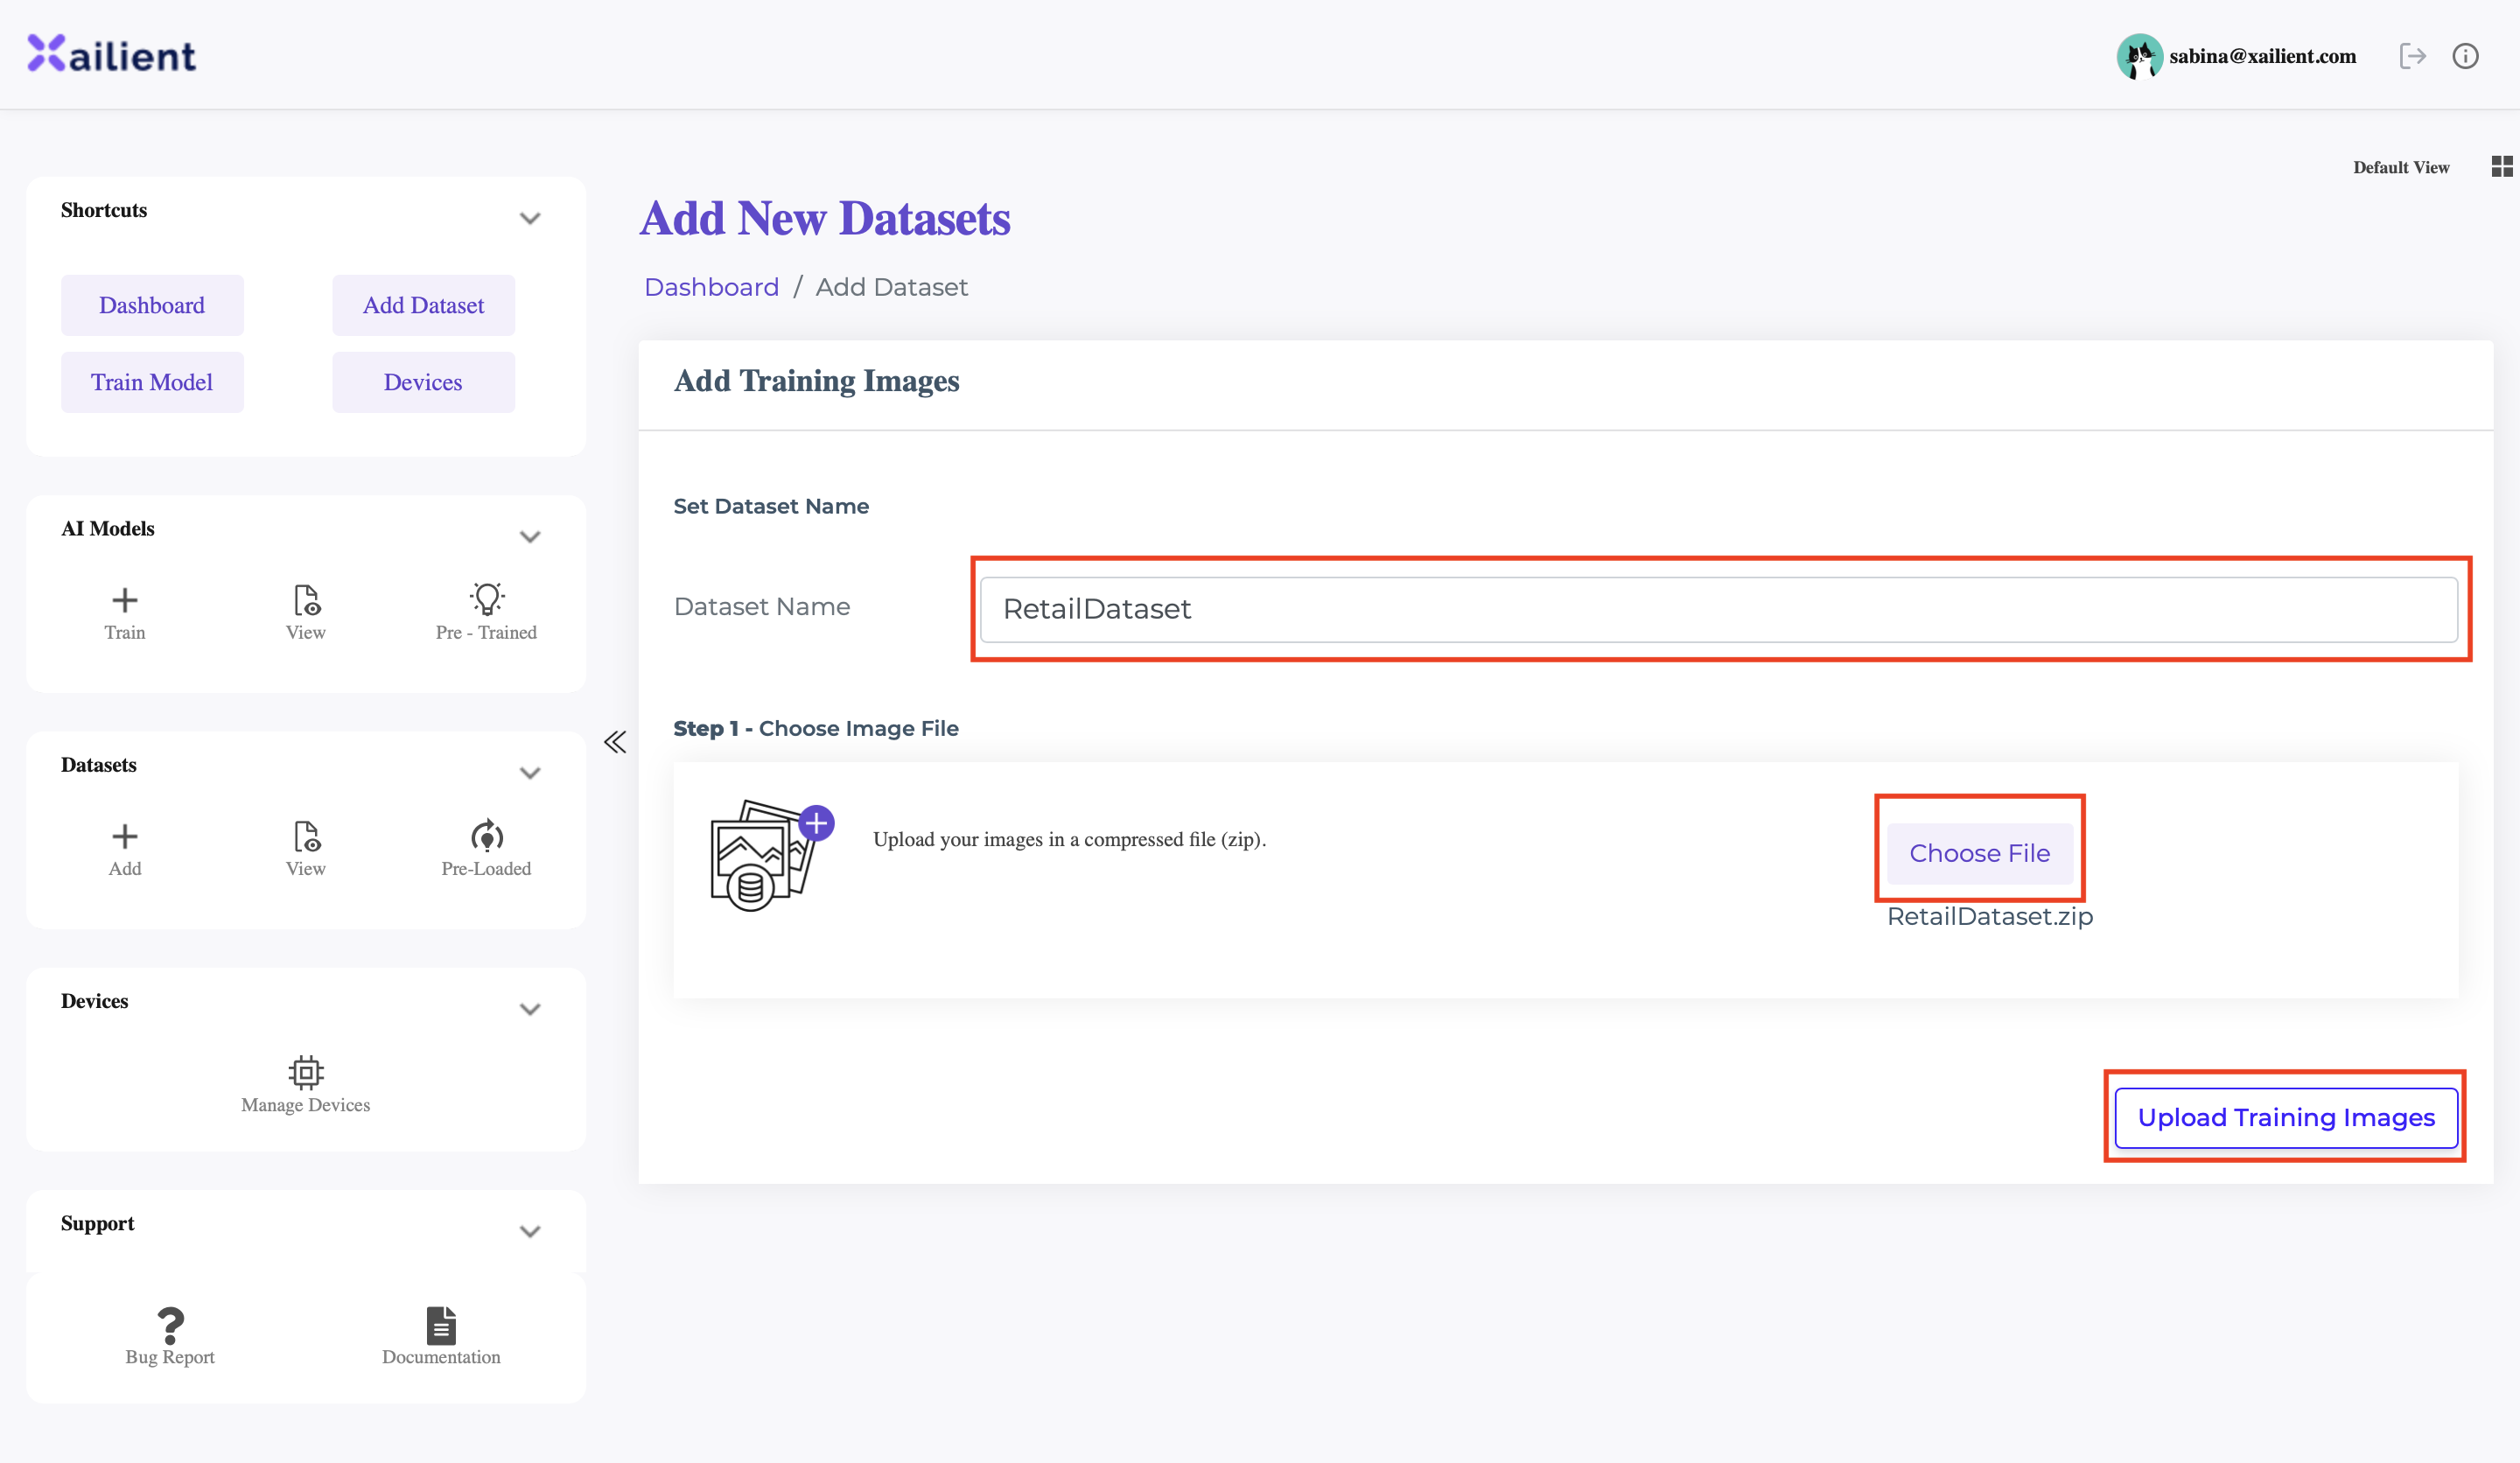 Xailient
sabina@xailient.com
Default View
Shortcuts
Dashboard
Add Dataset
Train Model
Devices
AI Models
Train
View
Pre - Trained
Datasets
Add
View
Pre-Loaded
Devices
Manage Devices
Support
Bug Report
Documentation
Add New Datasets
Dashboard / Add Dataset
Add Training Images
Set Dataset Name
Dataset Name
RetailDataset
Step 1 - Choose Image File
Upload your images in a compressed file (zip).
Choose File
RetailDataset.zip
Upload Training Images